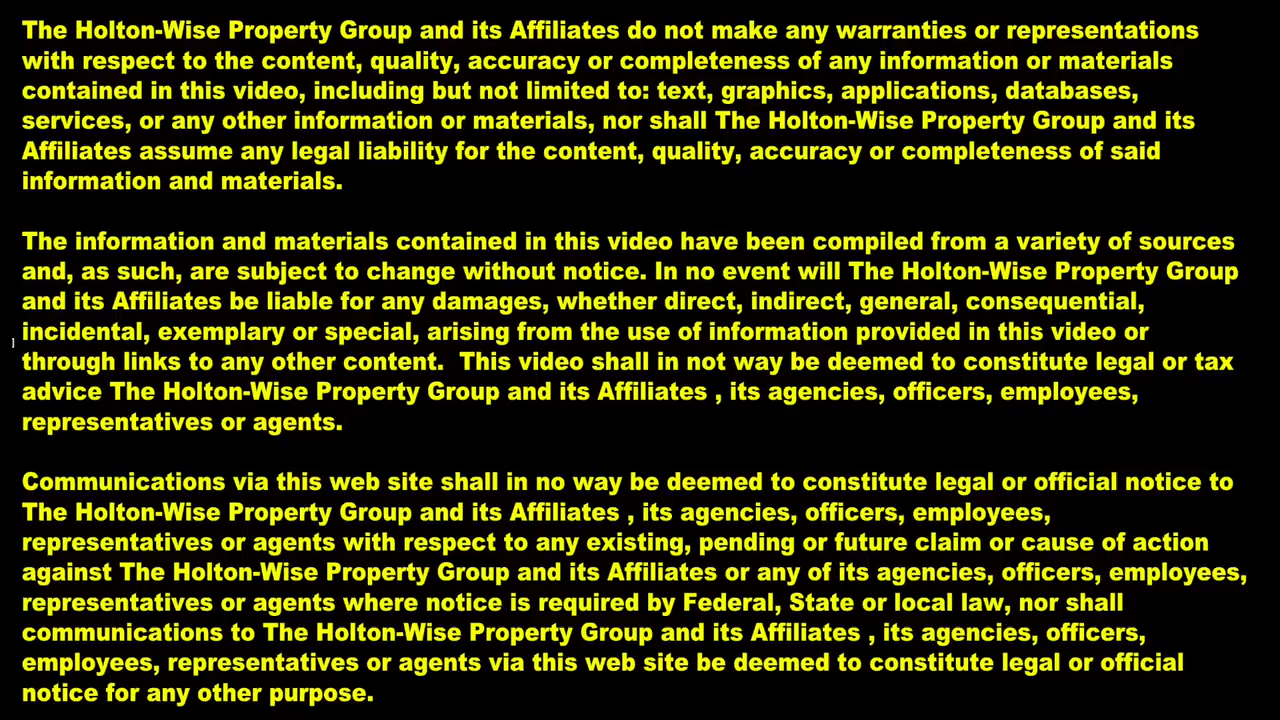 The Holton-Wise Property Group and its Affiliates do not make any warranties or representations
with respect to the content, quality, accuracy or completeness of any information or materials
contained in this video, including but not limited to: text, graphics, applications, databases,
services, or any other information or materials, nor shall The Holton-Wise Property Group and its
Affiliates assume any legal liability for the content, quality, accuracy or completeness of said
information and materials.
The information and materials contained in this video have been compiled from a variety of sources
and, as such, are subject to change without notice. In no event will The Holton-Wise Property Group
and its Affiliates be liable for any damages, whether direct, indirect, general, consequential,
incidental, exemplary or special, arising from the use of information provided in this video or
through links to any other content.  This video shall in not way be deemed to constitute legal or tax
advice The Holton-Wise Property Group and its Affiliates , its agencies, officers, employees,
representatives or agents.
Communications via this web site shall in no way be deemed to constitute legal or official notice to
The Holton-Wise Property Group and its Affiliates , its agencies, officers, employees,
representatives or agents with respect to any existing, pending or future claim or cause of action
against The Holton-Wise Property Group and its Affiliates or any of its agencies, officers, employees,
representatives or agents where notice is required by Federal, State or local law, nor shall
communications to The Holton-Wise Property Group and its Affiliates , its agencies, officers,
employees, representatives or agents via this web site be deemed to constitute legal or official
notice for any other purpose.